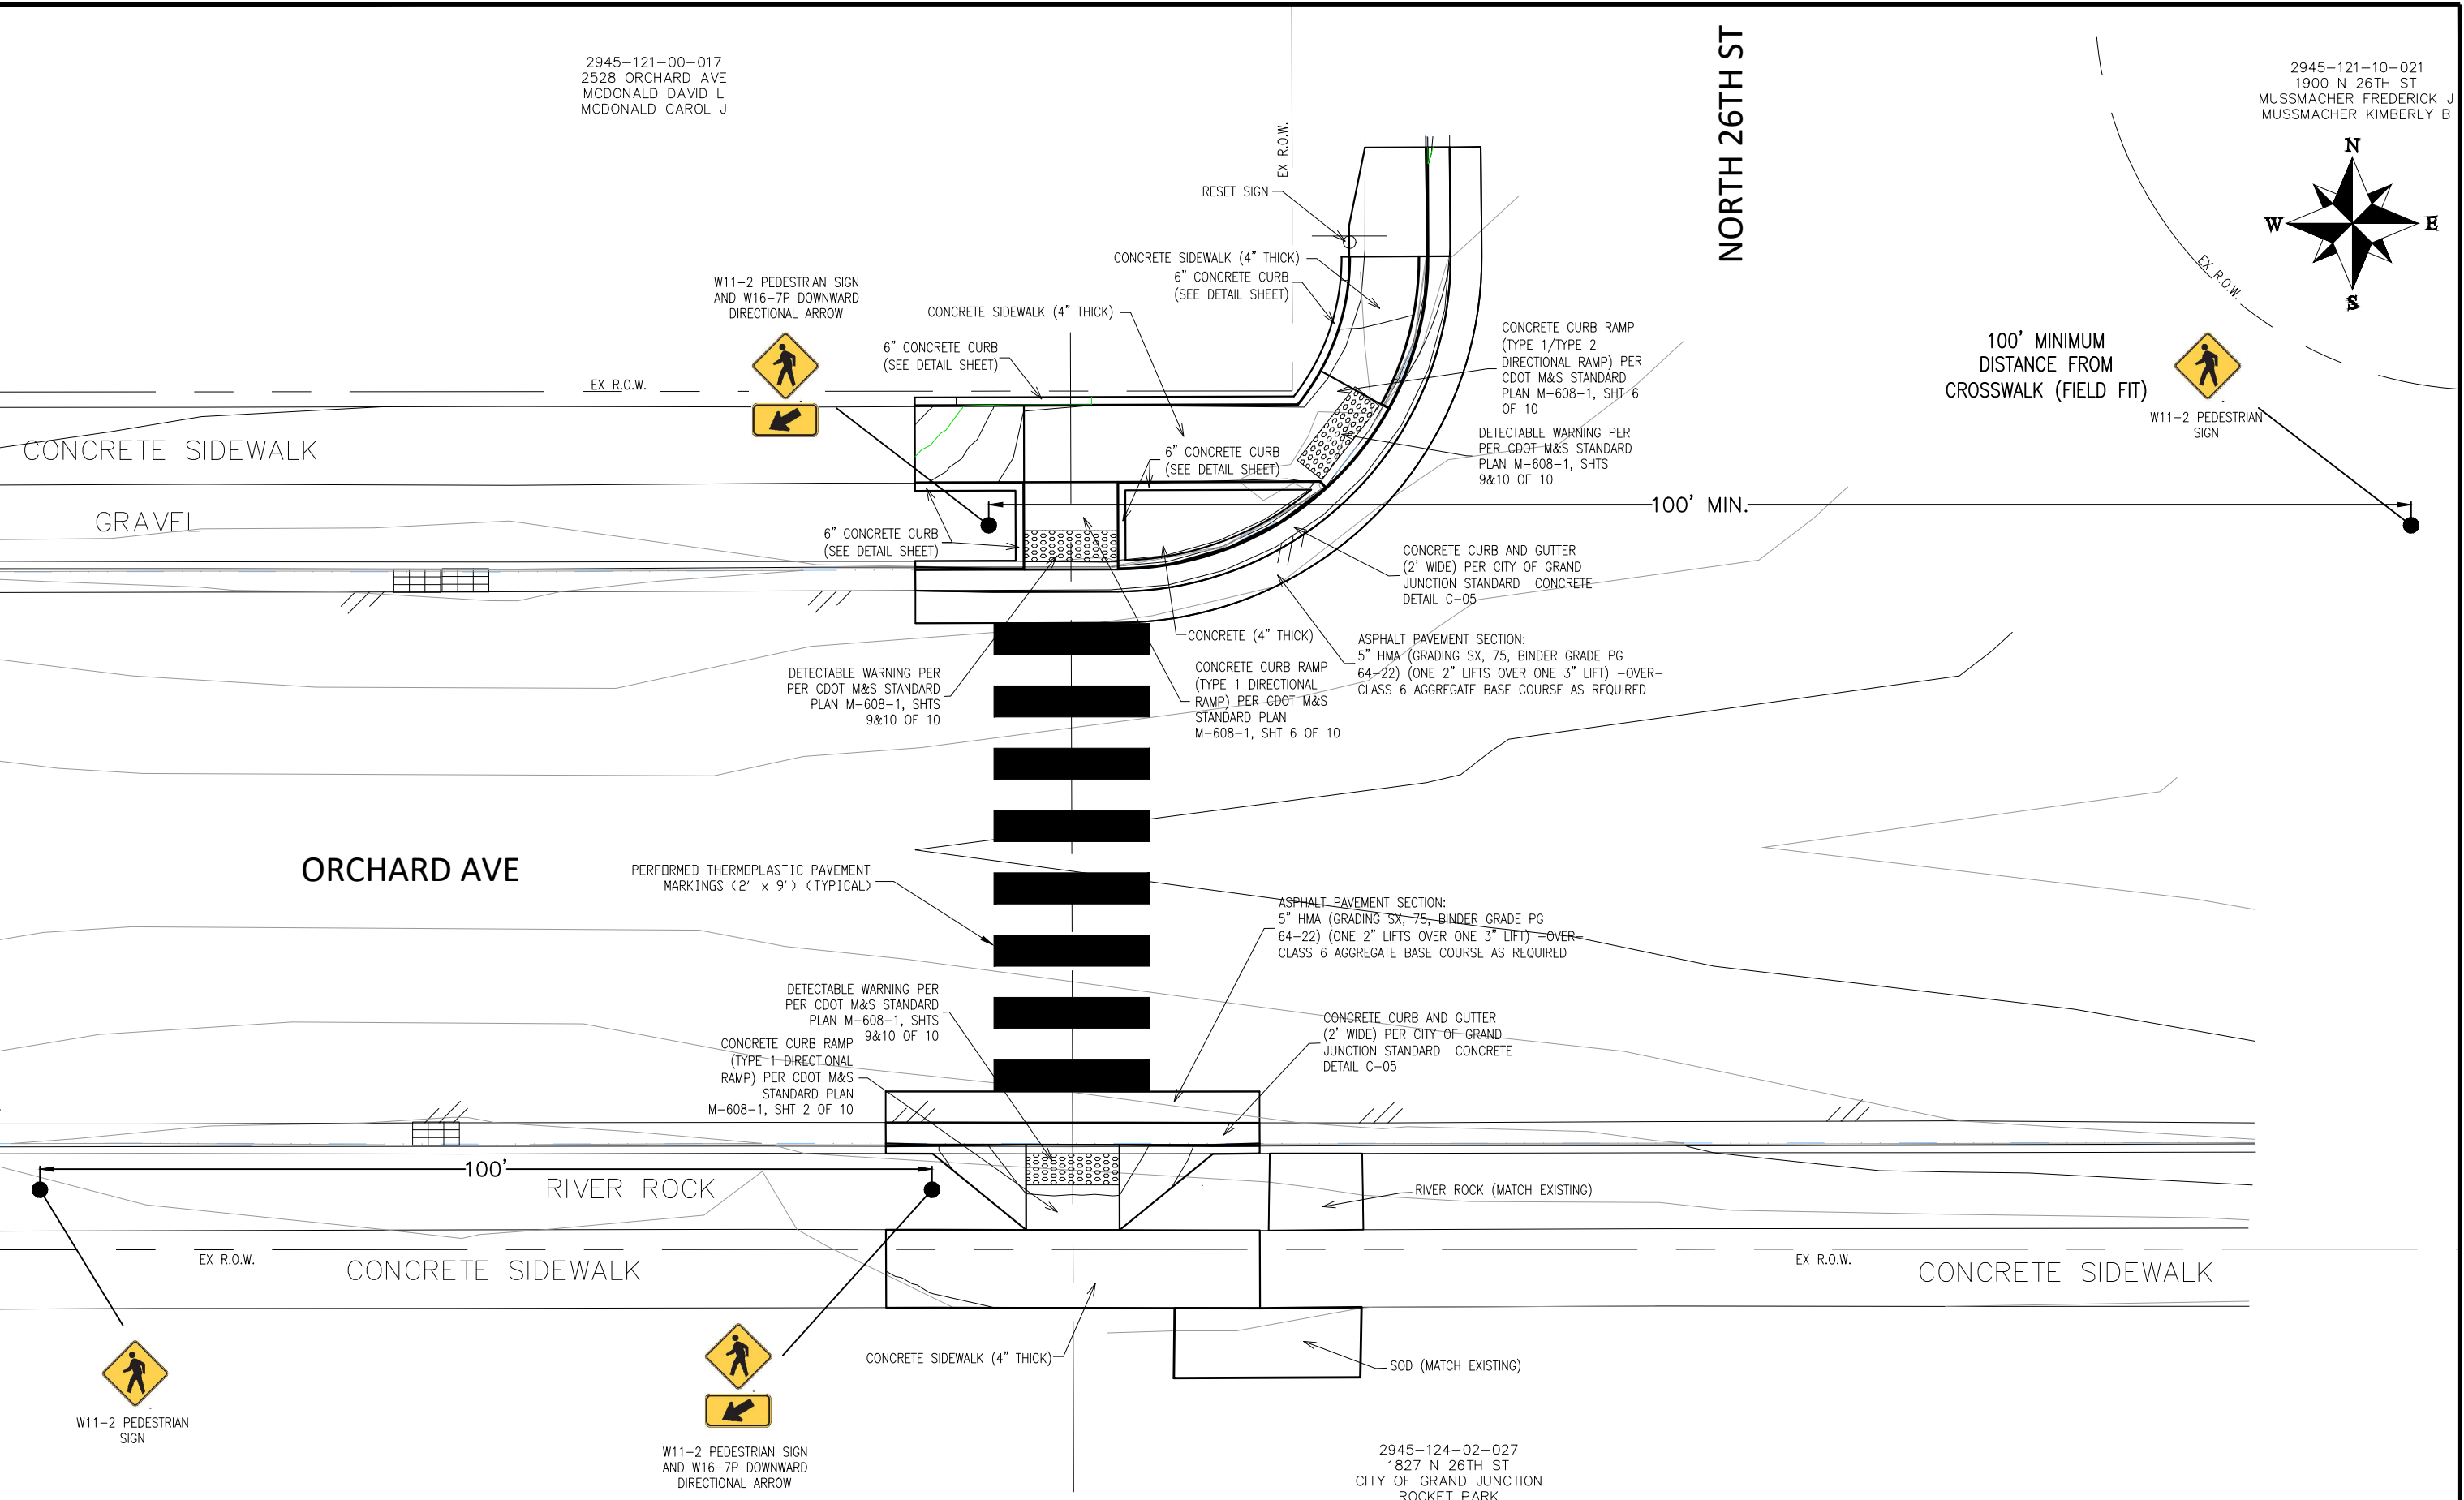 2945-121-00-017
2528 ORCHARD AVE
MCDONALD DAVID L
MCDONALD CAROL J
NORTH 26TH ST
2945-121-10-021
1900 N 26TH ST
MUSSMACHER FREDERICK J
MUSSMACHER KIMBERLY B
N
W
E
S
EX R.O.W.
EX R.O.W.
RESET SIGN
CONCRETE SIDEWALK (4" THICK)
6" CONCRETE CURB
(SEE DETAIL SHEET)
W11-2 PEDESTRIAN SIGN
AND W16-7P DOWNWARD
DIRECTIONAL ARROW
CONCRETE SIDEWALK (4" THICK)
6" CONCRETE CURB
(SEE DETAIL SHEET)
EX R.O.W.
CONCRETE CURB RAMP
(TYPE 1/TYPE 2
DIRECTIONAL RAMP) PER
CDOT M&S STANDARD
PLAN M-608-1, SHT 6
OF 10
100' MINIMUM
DISTANCE FROM
CROSSWALK (FIELD FIT)
W11-2 PEDESTRIAN
SIGN
CONCRETE SIDEWALK
DETECTABLE WARNING PER
PER CDOT M&S STANDARD
PLAN M-608-1, SHTS
9&10 OF 10
6" CONCRETE CURB
(SEE DETAIL SHEET)
100' MIN.
GRAVEL
6" CONCRETE CURB
(SEE DETAIL SHEET)
CONCRETE CURB AND GUTTER
(2' WIDE) PER CITY OF GRAND
JUNCTION STANDARD CONCRETE
DETAIL C-05
CONCRETE (4" THICK)
ASPHALT PAVEMENT SECTION:
5" HMA (GRADING SX, 75, BINDER GRADE PG
64-22) (ONE 2" LIFTS OVER ONE 3" LIFT) -OVER-
CLASS 6 AGGREGATE BASE COURSE AS REQUIRED
DETECTABLE WARNING PER
PER CDOT M&S STANDARD
PLAN M-608-1, SHTS
9&10 OF 10
CONCRETE CURB RAMP
(TYPE 1 DIRECTIONAL
RAMP) PER CDOT M&S
STANDARD PLAN
M-608-1, SHT 6 OF 10
ORCHARD AVE
PERFORMED THERMOPLASTIC PAVEMENT
MARKINGS (2' x 9') (TYPICAL)
ASPHALT PAVEMENT SECTION:
5" HMA (GRADING SX, 75, BINDER GRADE PG
64-22) (ONE 2" LIFTS OVER ONE 3" LIFT) -OVER-
CLASS 6 AGGREGATE BASE COURSE AS REQUIRED
DETECTABLE WARNING PER
PER CDOT M&S STANDARD
PLAN M-608-1, SHTS
9&10 OF 10
CONCRETE CURB RAMP
(TYPE 1 DIRECTIONAL
RAMP) PER CDOT M&S
STANDARD PLAN
M-608-1, SHT 2 OF 10
CONCRETE CURB AND GUTTER
(2' WIDE) PER CITY OF GRAND
JUNCTION STANDARD CONCRETE
DETAIL C-05
100'
RIVER ROCK
RIVER ROCK (MATCH EXISTING)
EX R.O.W.
CONCRETE SIDEWALK
EX R.O.W.
CONCRETE SIDEWALK
CONCRETE SIDEWALK (4" THICK)
SOD (MATCH EXISTING)
W11-2 PEDESTRIAN
SIGN
W11-2 PEDESTRIAN SIGN
AND W16-7P DOWNWARD
DIRECTIONAL ARROW
2945-124-02-027
1827 N 26TH ST
CITY OF GRAND JUNCTION
ROCKET PARK